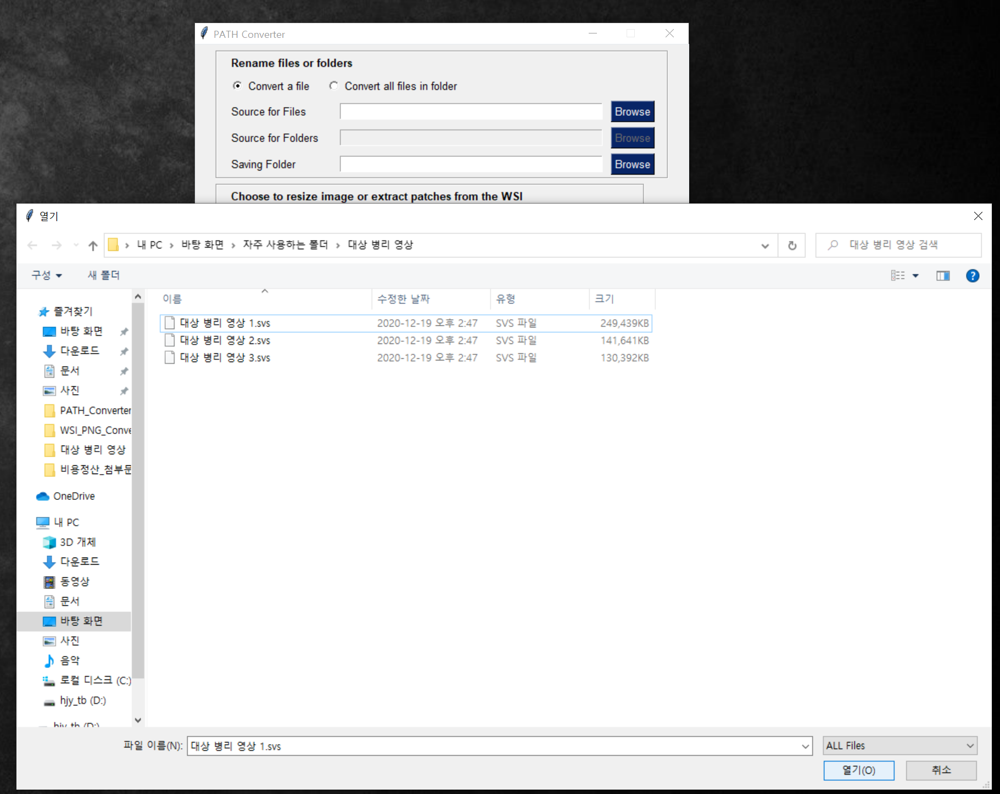 PATH Converter
Rename files or folders
Convert a file Convert all files in folder
Source for Files Browse
Source for Folders Browse
Saving Folder Browse
Choose to resize image or extract patches from the WSI
열기
내 PC › 바탕 화면 › 자주 사용하는 폴더 › 대상 병리 영상
대상 병리 영상 검색
구성 새 폴더
이름 수정한 날짜 유형 크기
대상 병리 영상 1.svs 2020-12-19 오후 2:47 SVS 파일 249,439KB
대상 병리 영상 2.svs 2020-12-19 오후 2:47 SVS 파일 141,641KB
대상 병리 영상 3.svs 2020-12-19 오후 2:47 SVS 파일 130,392KB
즐겨찾기
바탕 화면
다운로드
문서
사진
PATH_Converter
WSI_PNG_Conve
대상 병리 영상
비용정산_첨부문
OneDrive
내 PC
3D 개체
다운로드
동영상
문서
바탕 화면
사진
음악
로컬 디스크 (C:)
hjy_tb (D:)
hjy_tb (D:)
파일 이름(N): 대상 병리 영상 1.svs
ALL Files
열기(O) 취소